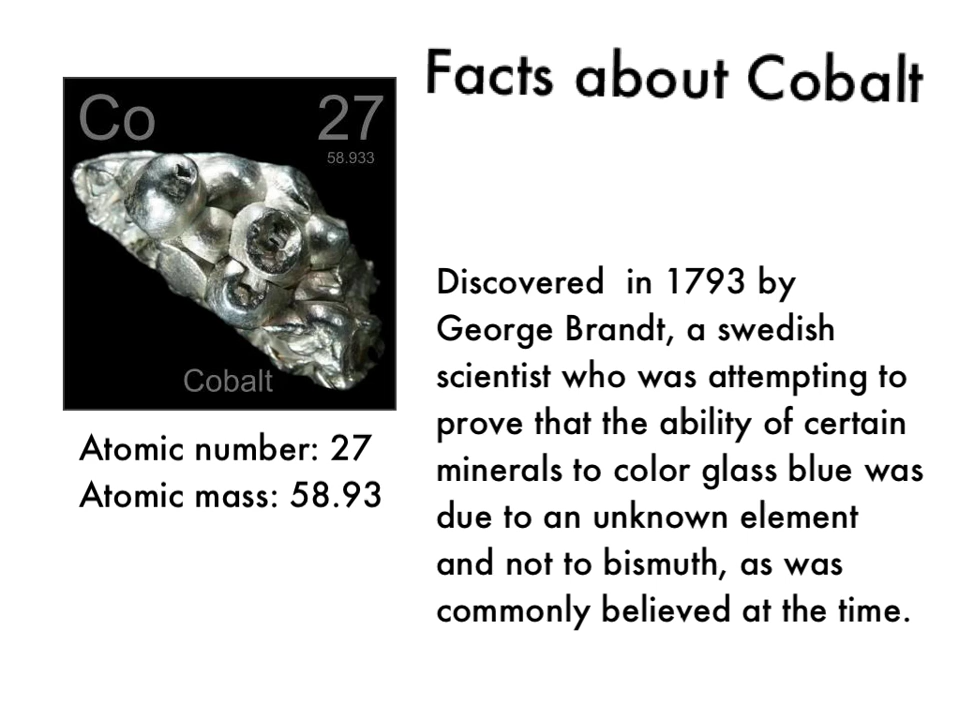 Facts about Cobalt
Co 27
58.933
Cobalt
Atomic number: 27
Atomic mass: 58.93
Discovered in 1793 by
George Brandt, a swedish
scientist who was attempting to
prove that the ability of certain
minerals to color glass blue was
due to an unknown element
and not to bismuth, as was
commonly believed at the time.